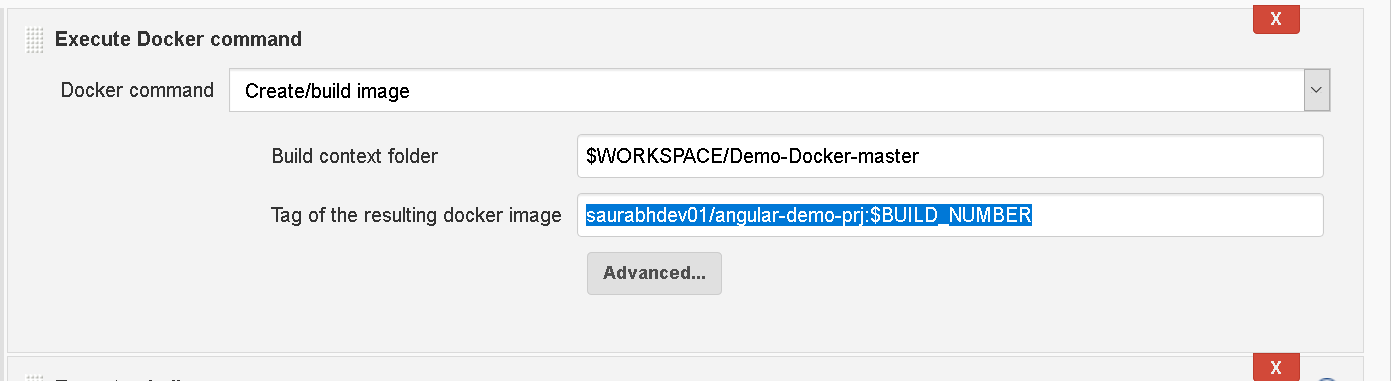 X
Execute Docker command
Docker command Create/build image
Build context folder $WORKSPACE/Demo-Docker-master
Tag of the resulting docker image saurabhdev01/angular-demo-prj:$BUILD_NUMBER
Advanced...
X